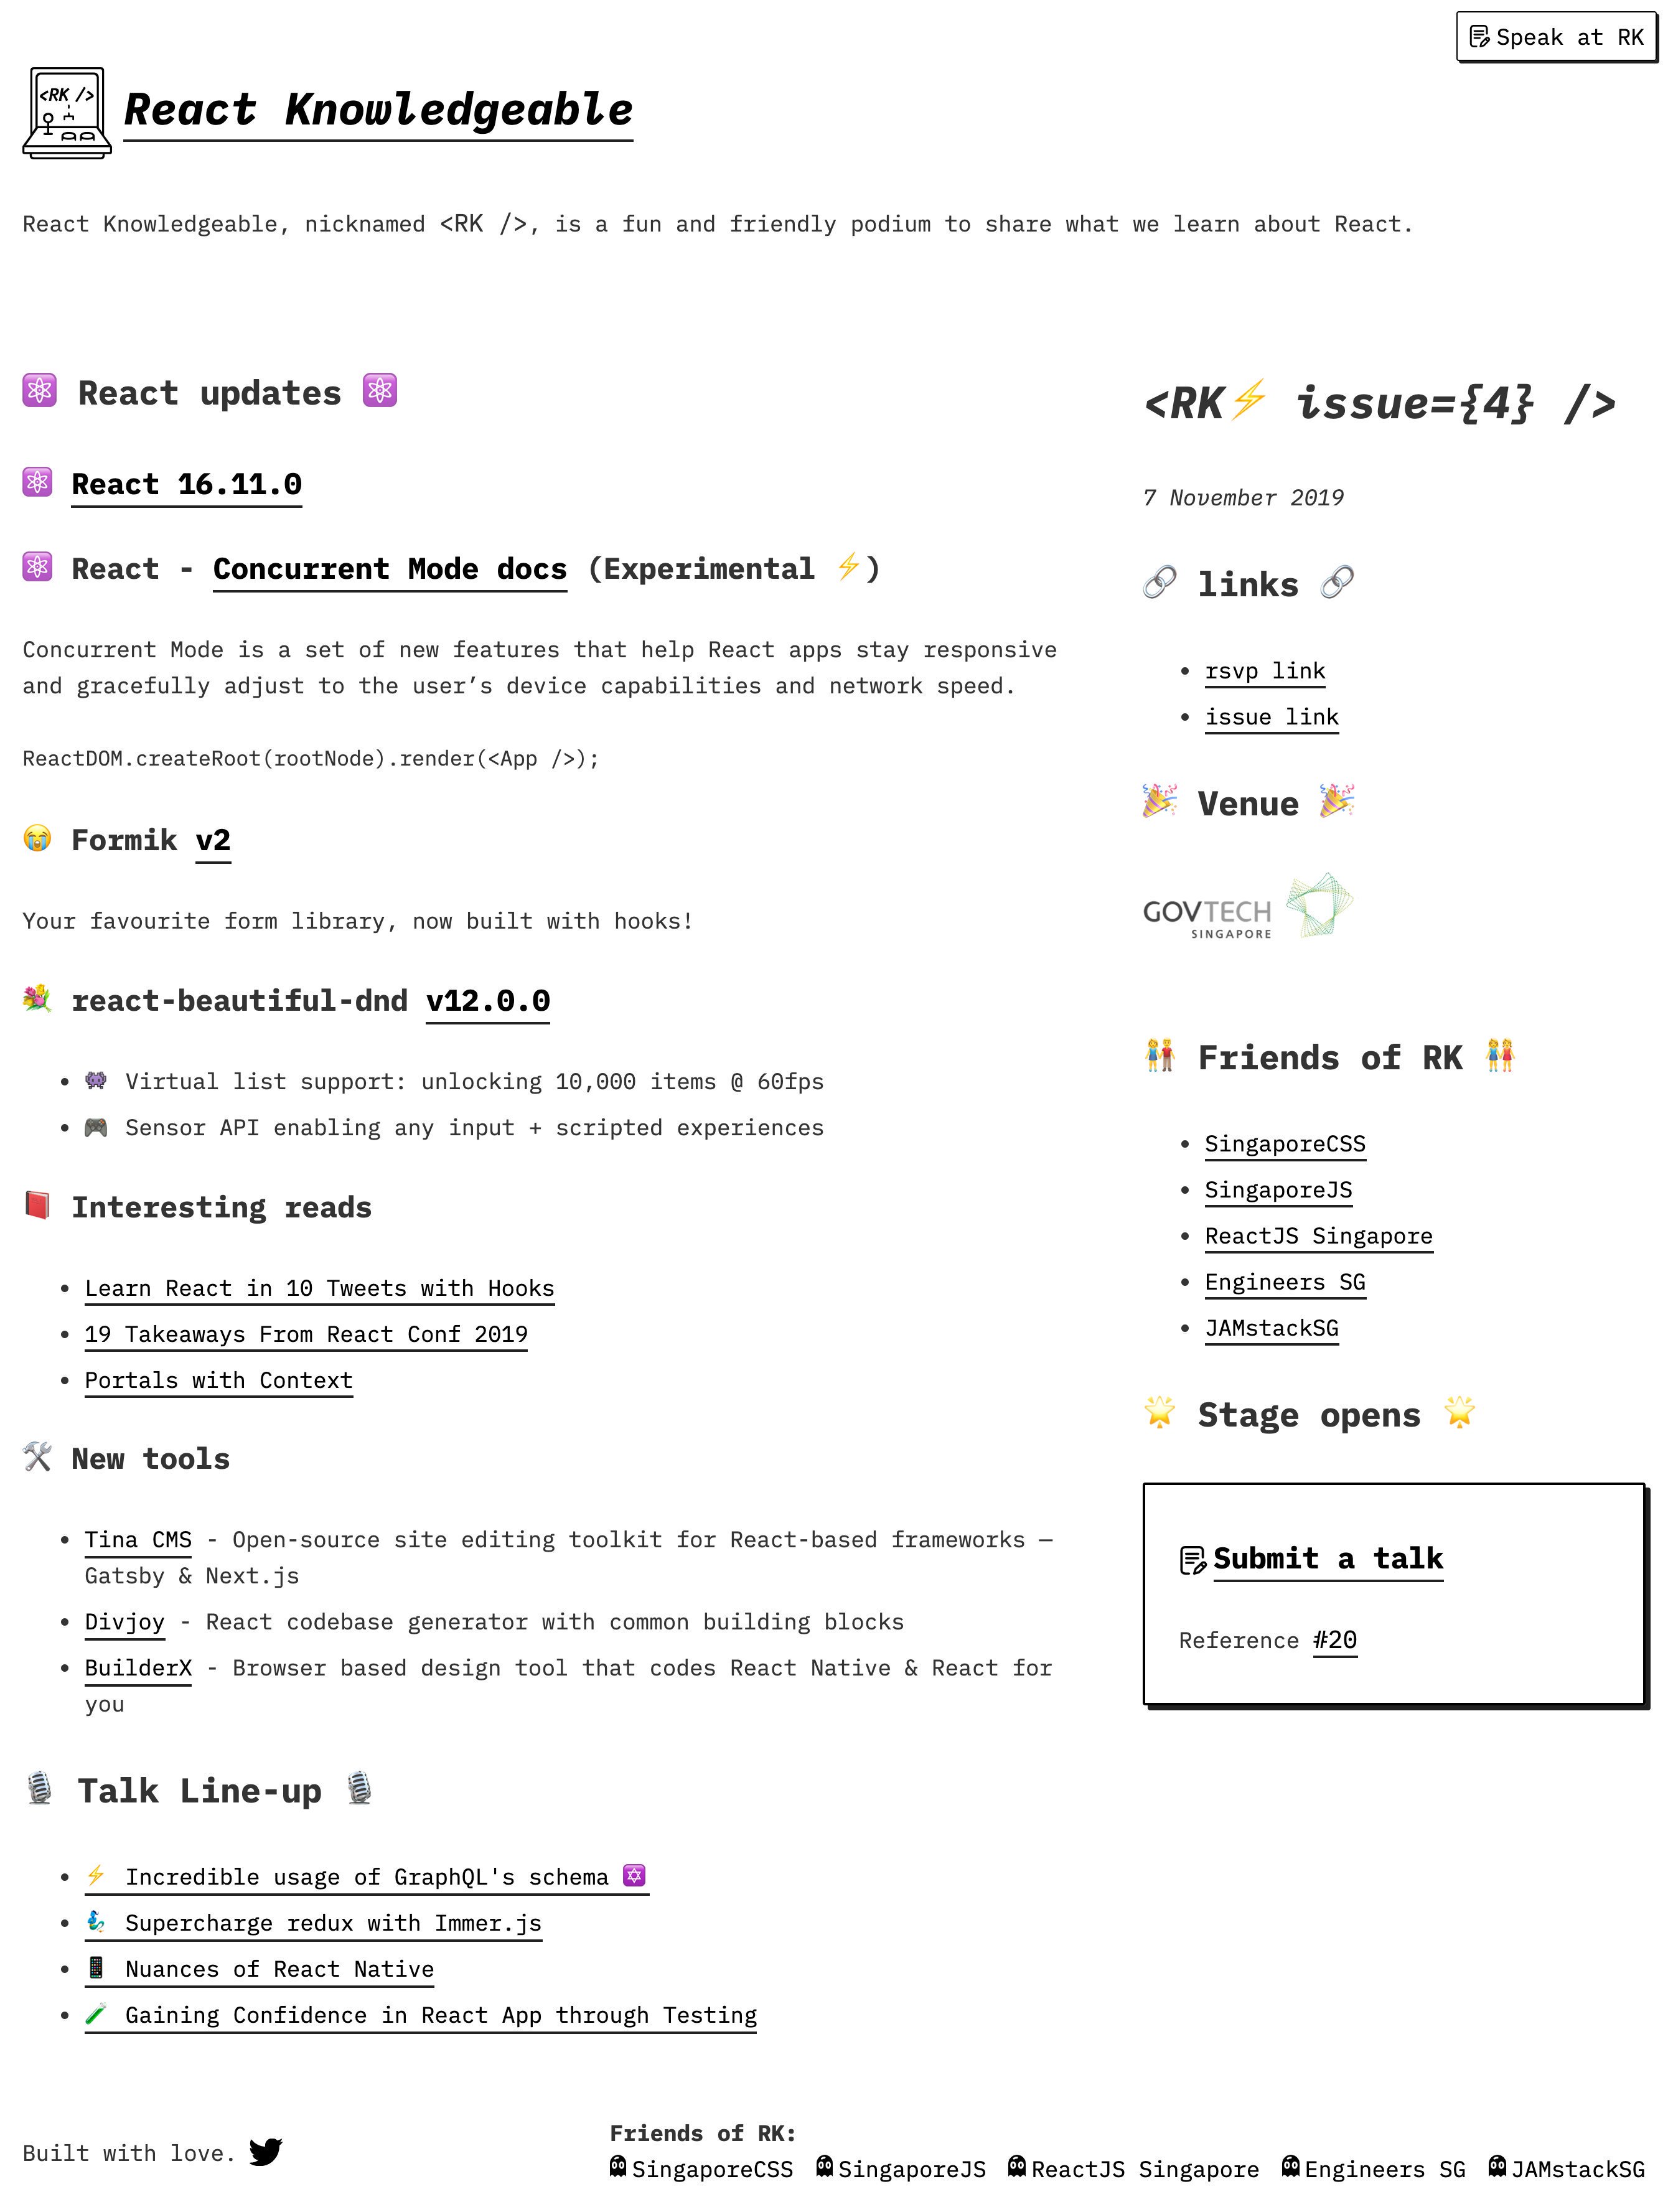 Speak at RK
<RK />
React Knowledgeable
React Knowledgeable, nicknamed <RK />, is a fun and friendly podium to share what we learn about React.
⚛️ React updates ⚛️
⚛️ React 16.11.0
⚛️ React - Concurrent Mode docs (Experimental ⚡)
Concurrent Mode is a set of new features that help React apps stay responsive
and gracefully adjust to the user’s device capabilities and network speed.
ReactDOM.createRoot(rootNode).render(<App />);
😭 Formik v2
Your favourite form library, now built with hooks!
💐 react-beautiful-dnd v12.0.0
• 👾 Virtual list support: unlocking 10,000 items @ 60fps
• 🎮 Sensor API enabling any input + scripted experiences
📕 Interesting reads
• Learn React in 10 Tweets with Hooks
• 19 Takeaways From React Conf 2019
• Portals with Context
🛠 New tools
• Tina CMS - Open-source site editing toolkit for React-based frameworks —
Gatsby & Next.js
• Divjoy - React codebase generator with common building blocks
• BuilderX - Browser based design tool that codes React Native & React for
you
🎙 Talk Line-up 🎙
• ⚡ Incredible usage of GraphQL's schema 🔯
• 🧞‍♂️ Supercharge redux with Immer.js
• 📱 Nuances of React Native
• 🧪 Gaining Confidence in React App through Testing
<RK⚡ issue={4} />
7 November 2019
🔗 links 🔗
• rsvp link
• issue link
🎉 Venue 🎉
GOVTECH
SINGAPORE
👫 Friends of RK 👭
• SingaporeCSS
• SingaporeJS
• ReactJS Singapore
• Engineers SG
• JAMstackSG
🌟 Stage opens 🌟
Submit a talk
Reference #20
Built with love.
Friends of RK:
SingaporeCSS SingaporeJS ReactJS Singapore Engineers SG JAMstackSG